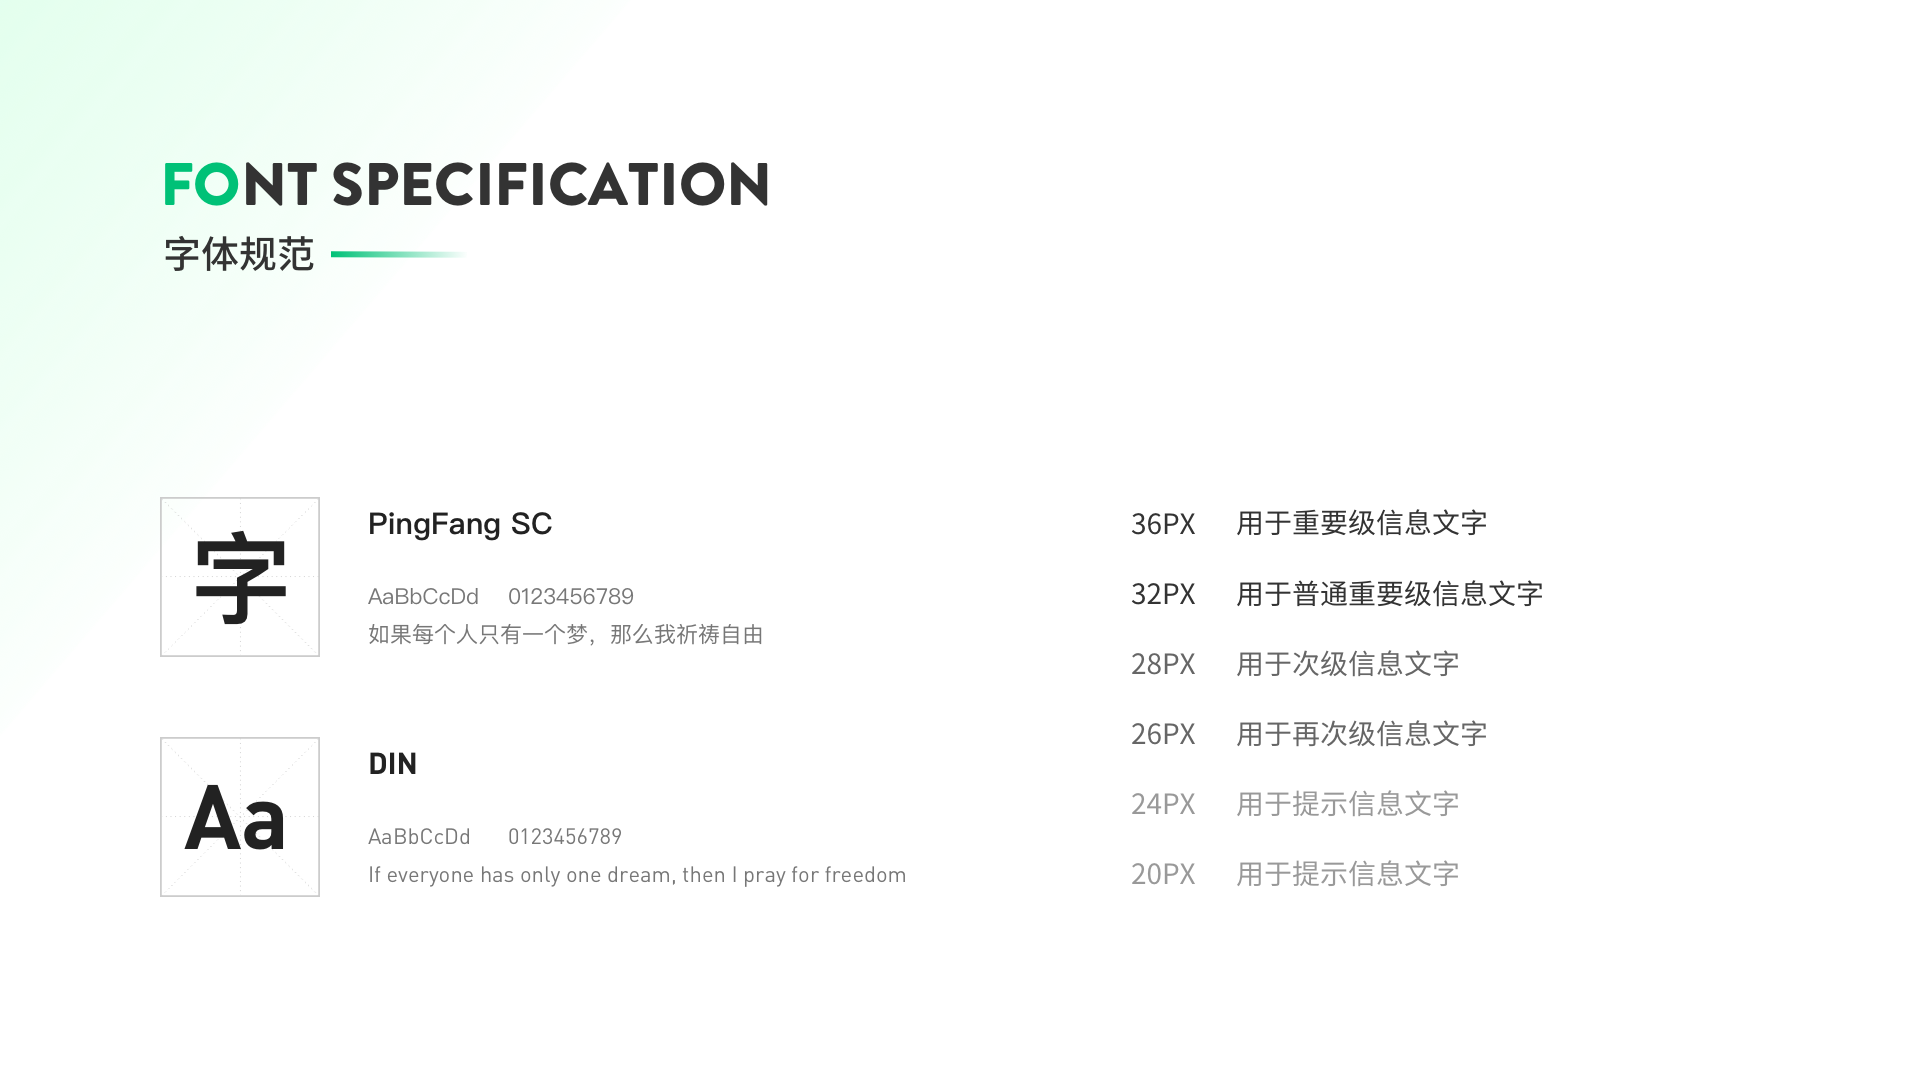 FONT SPECIFICATION
字体规范
字
PingFang SC
AaBbCcDd 0123456789
如果每个人只有一个梦，那么我祈祷自由
Aa
DIN
AaBbCcDd 0123456789
If everyone has only one dream, then I pray for freedom
36PX 用于重要级信息文字
32PX 用于普通重要级信息文字
28PX 用于次级信息文字
26PX 用于再次级信息文字
24PX 用于提示信息文字
20PX 用于提示信息文字